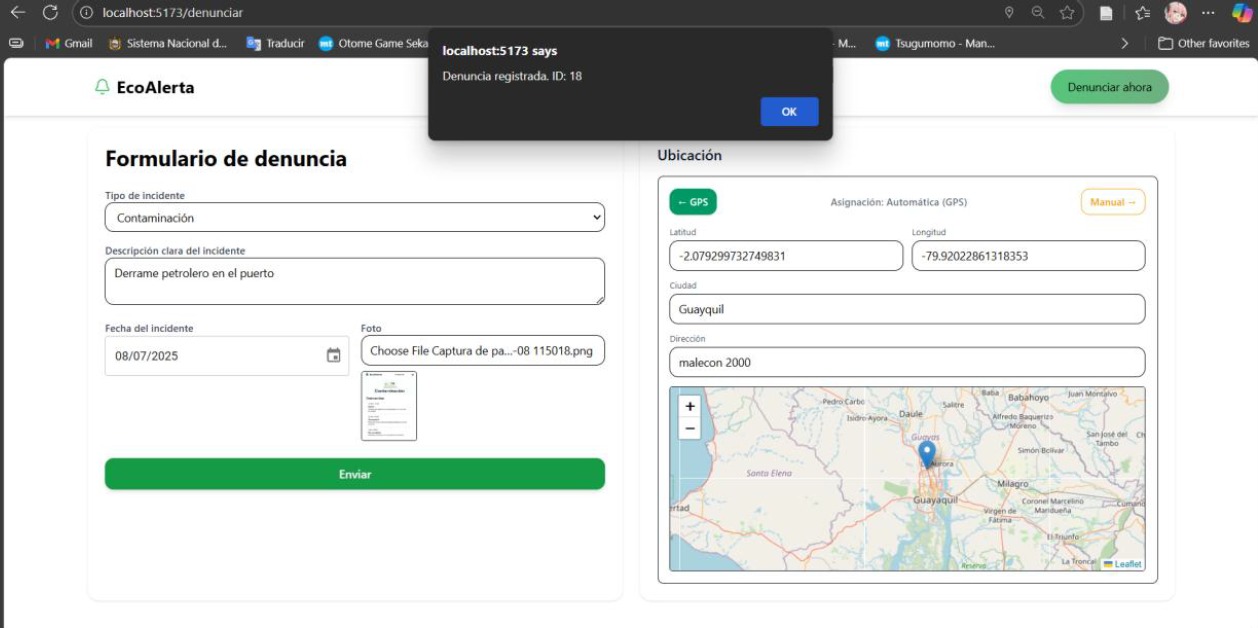 localhost:5173/denunciar
Gmail
Sistema Nacional d...
Traducir
Otome Game Seka
M...
Tsugumomo - Man...
Other favorites
localhost:5173 says
Denuncia registrada. ID: 18
OK
EcoAlerta
Denunciar ahora
Formulario de denuncia
Tipo de incidente
Contaminación
Descripción clara del incidente
Derrame petrolero en el puerto
Fecha del incidente
08/07/2025
Foto
Choose File Captura de pa...-08 115018.png
Enviar
Ubicación
← GPS
Asignación: Automática (GPS)
Manual →
Latitud
-2.079299732749831
Longitud
-79.92022861318353
Ciudad
Guayquil
Dirección
malecon 2000
+
−
Pedro Carbo
Isidro Ayora
Daule
Salitre
Baba
Babahoyo
Juan Montalvo
Alfredo Baquerizo
Moreno
San José del
Tambo
Guayas
Simón Bolívar
La Aurora
Santa Elena
Milagro
Guayaquil
Coronel Marcelino
Maridueña
Virgen de
Fátima
El Triunfo
La Troncal
Reserva
Leaflet